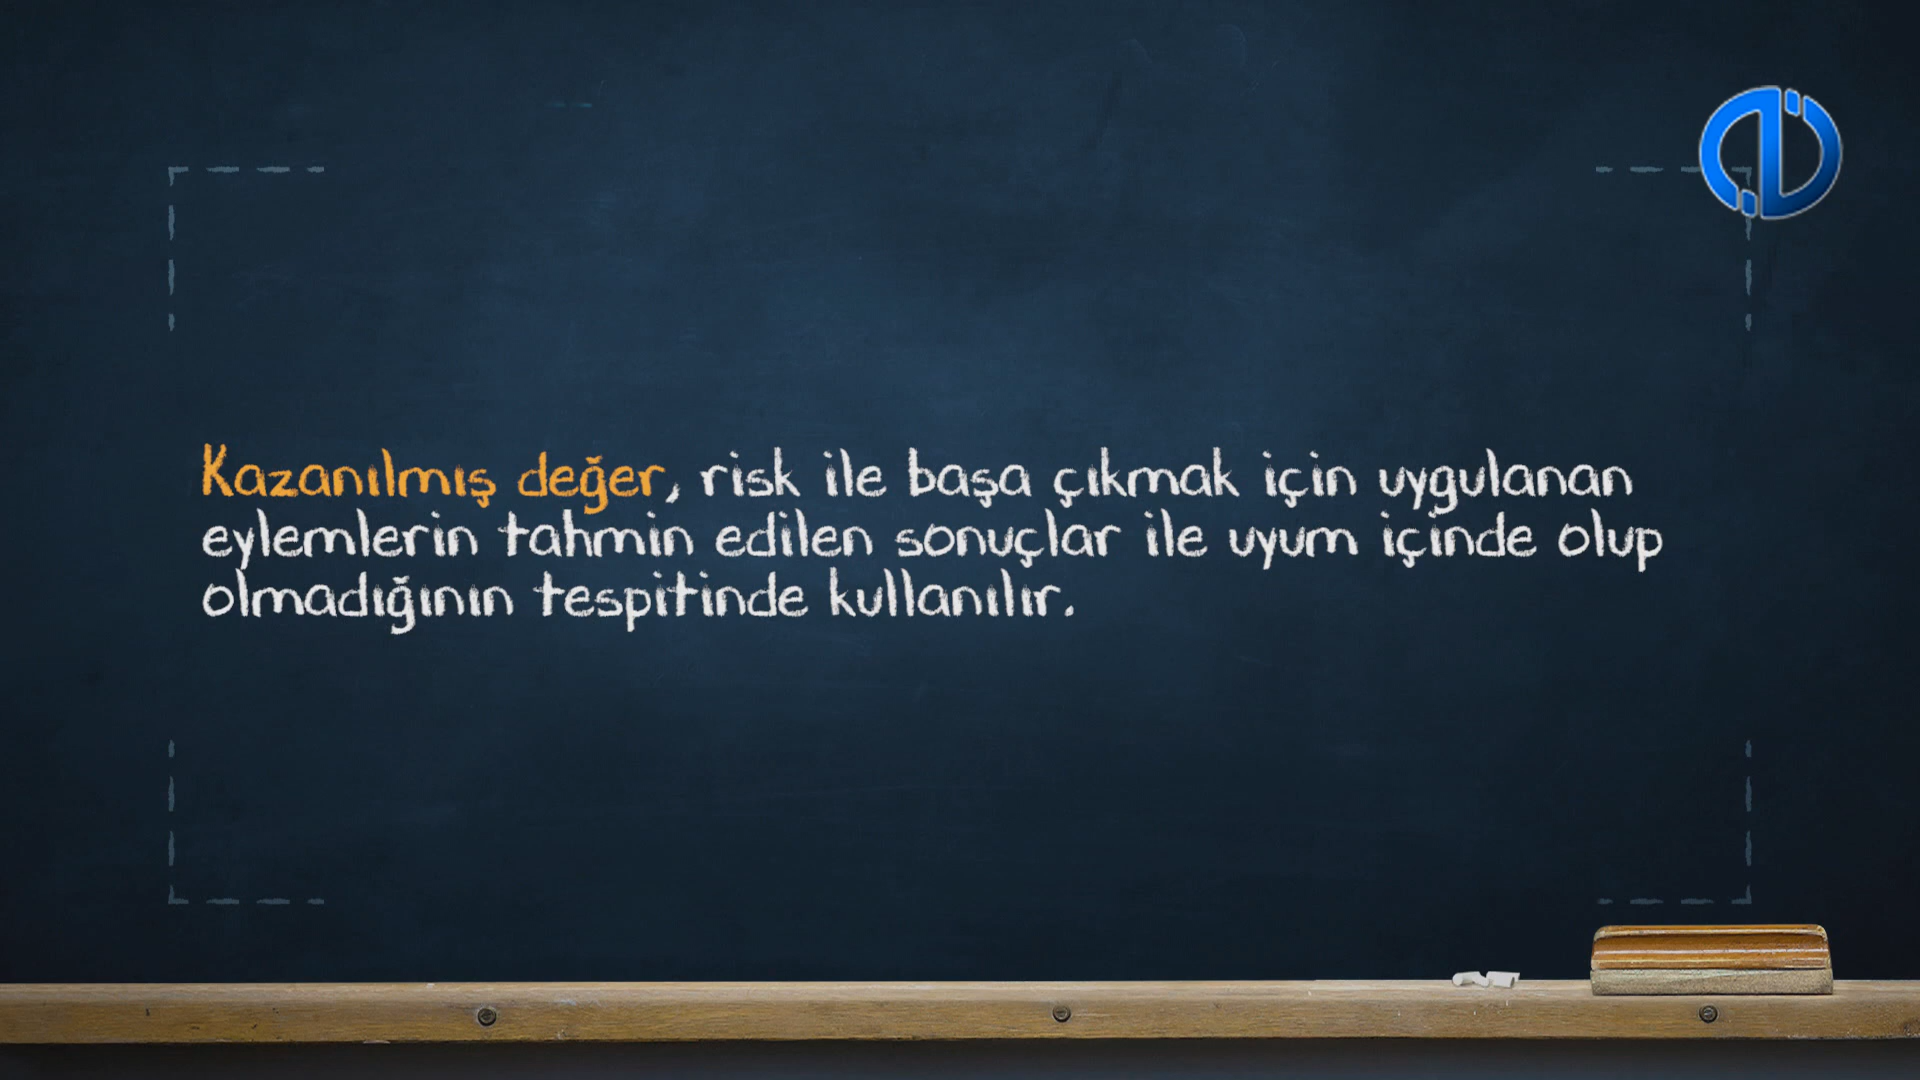 Kazanılmış değer, risk ile başa çıkmak için uygulanan
eylemlerin tahmin edilen sonuçlar ile uyum içinde olup
olmadığının tespitinde kullanılır.